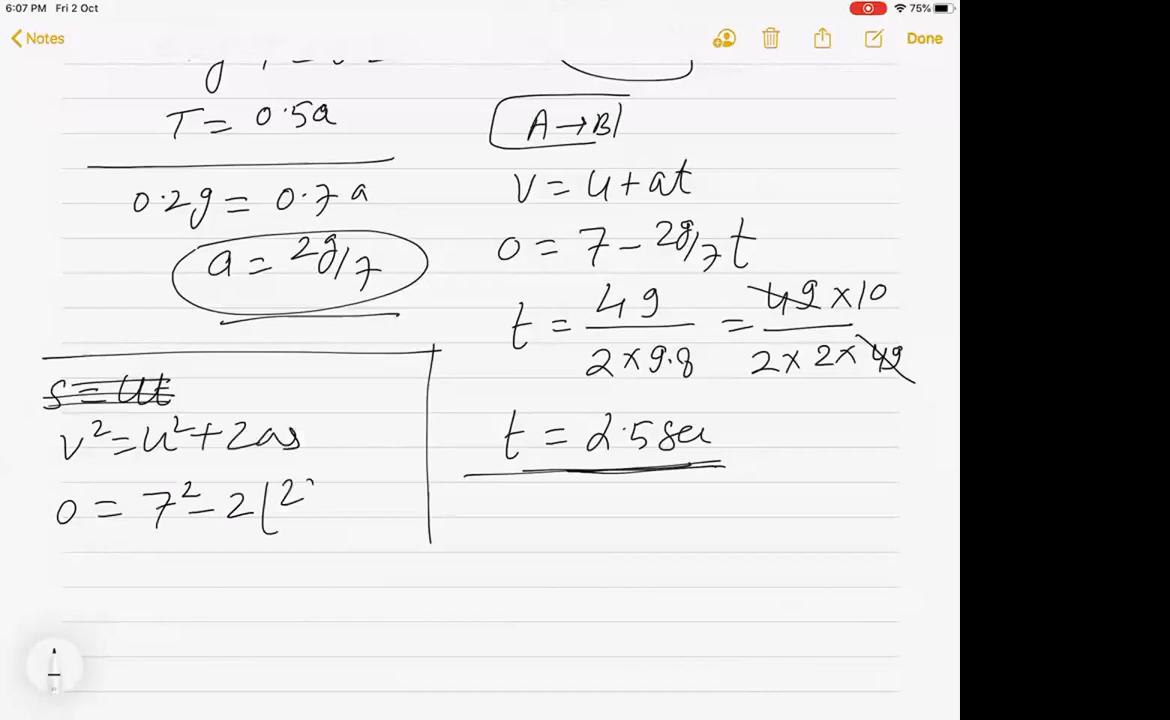 6:07 PM Fri 2 Oct
75%
Notes
Done
T = 0.5a
0.2g = 0.7a
a = 2g/7
s = ut
v² = u² + 2as
0 = 7² - 2(2
A → B
v = u + at
0 = 7 - 2g/7 t
t = 49 / 2 × 9.8 = 49 × 10 / 2 × 2 × 49
t = 2.5 sec